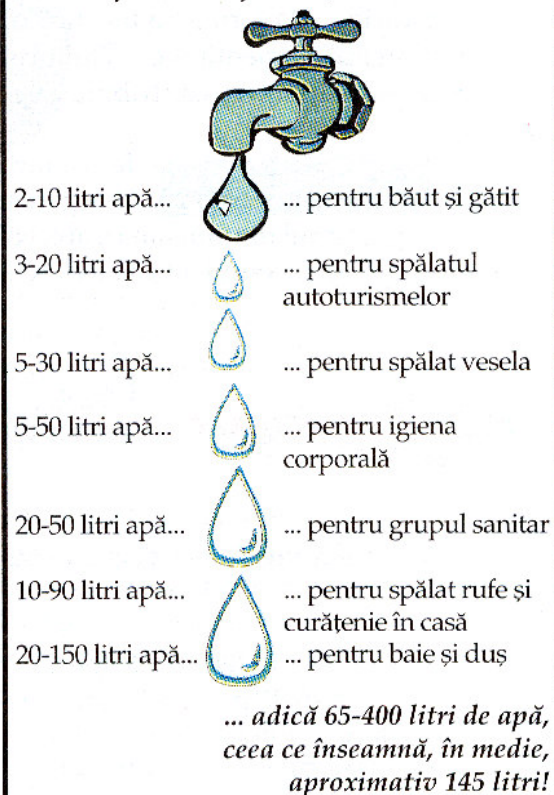 2-10 litri apă... ... pentru băut și gătit
3-20 litri apă... ... pentru spălatul
autoturismelor
5-30 litri apă... ... pentru spălat vesela
5-50 litri apă... ... pentru igiena
corporală
20-50 litri apă... ... pentru grupul sanitar
10-90 litri apă... ... pentru spălat rufe și
curățenie în casă
20-150 litri apă... ... pentru baie și duș
... adică 65-400 litri de apă,
ceea ce înseamnă, în medie,
aproximativ 145 litri!